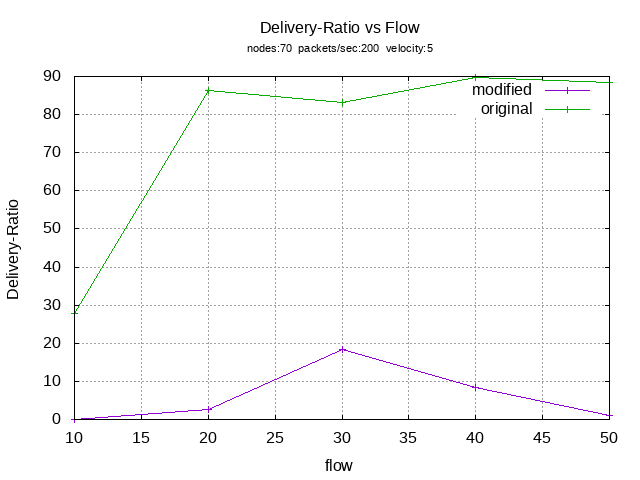 Delivery-Ratio vs Flow
nodes:70 packets/sec:200 velocity:5
modified
original
90
80
70
60
50
40
30
20
10
0
Delivery-Ratio
10 15 20 25 30 35 40 45 50
flow